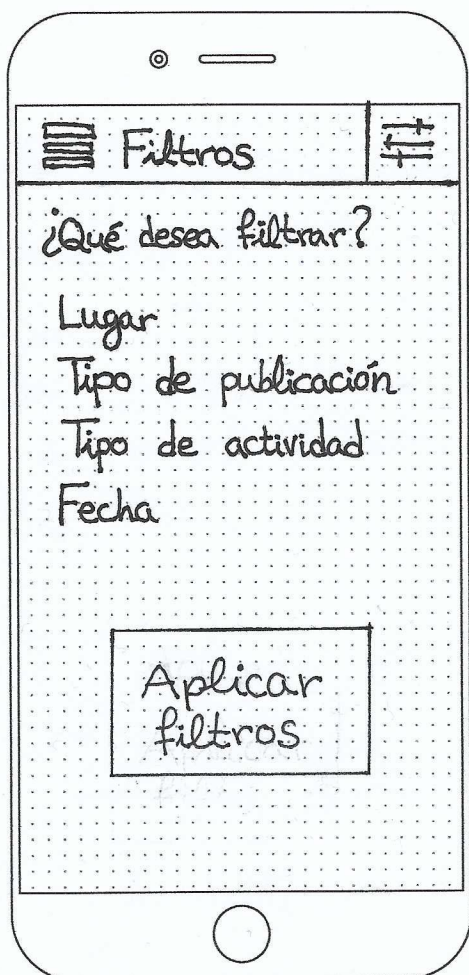 Filtros
¿Qué desea filtrar?
Lugar
Tipo de publicación
Tipo de actividad
Fecha
Aplicar
filtros